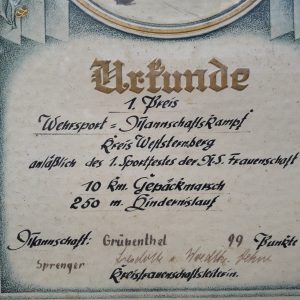 Urkunde
1. Preis
Wehrsport = Mannschaftskampf
Kreis Weststernberg
anläßlich des 1. Sportfestes der N.S. Frauenschaft
10 km. Gepäckmarsch
250 m. Hindernislauf
Mannschaft: Grubenthal 99 Punkte
Sprenger
Kreisfrauenschaftsleiterin.